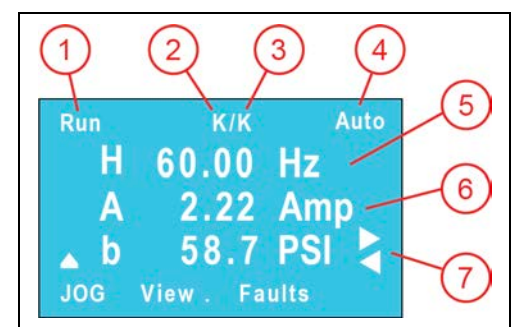 1 2 3 4
Run K/K Auto
5
H 60.00 Hz
6
A 2.22 Amp
b 58.7 PSI
7
JOG View . Faults